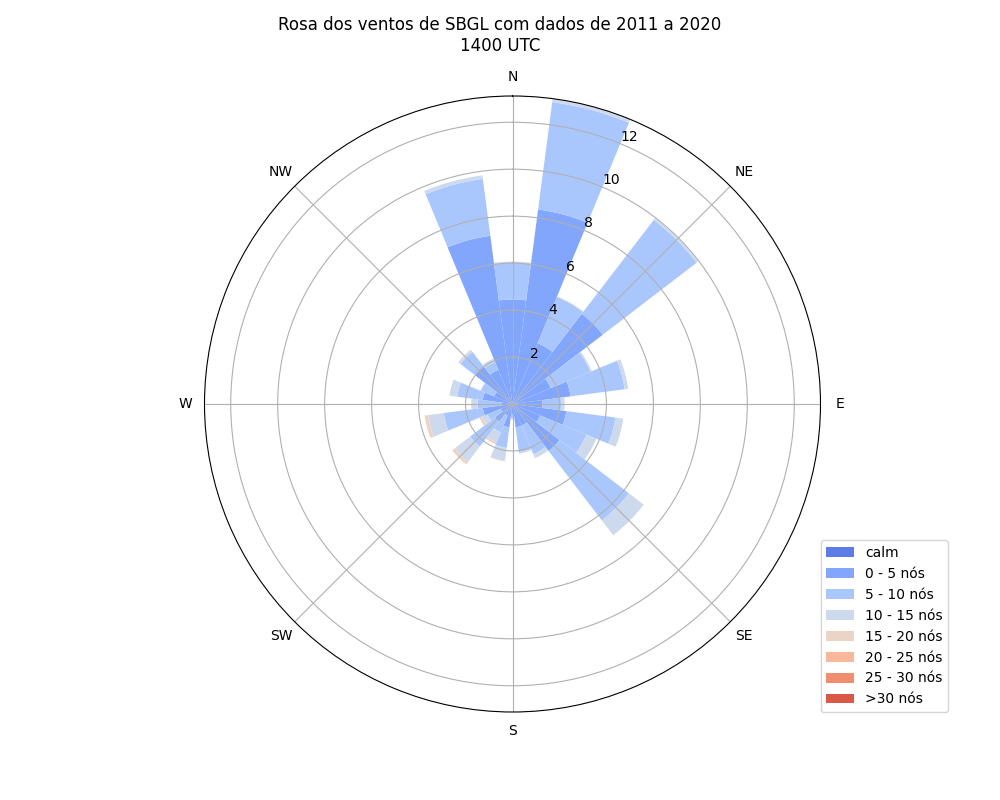 Rosa dos ventos de SBGL com dados de 2011 a 2020
1400 UTC
N
NW
NE
12
10
8
6
4
2
W
E
SW
SE
S
calm
0 - 5 nós
5 - 10 nós
10 - 15 nós
15 - 20 nós
20 - 25 nós
25 - 30 nós
>30 nós